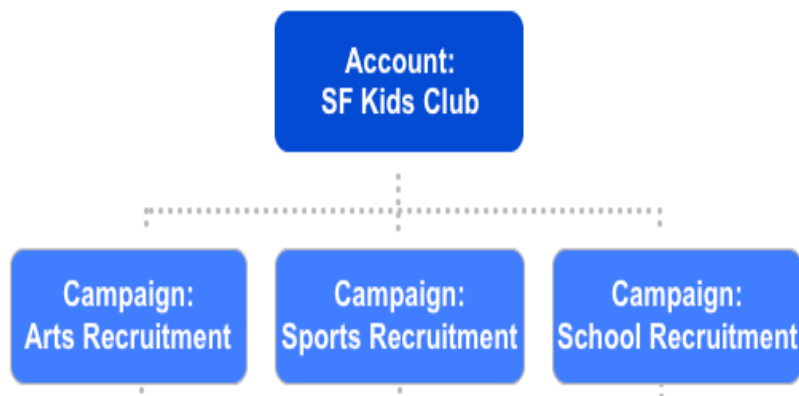 Account:
SF Kids Club
Campaign:
Arts Recruitment
Campaign:
Sports Recruitment
Campaign:
School Recruitment